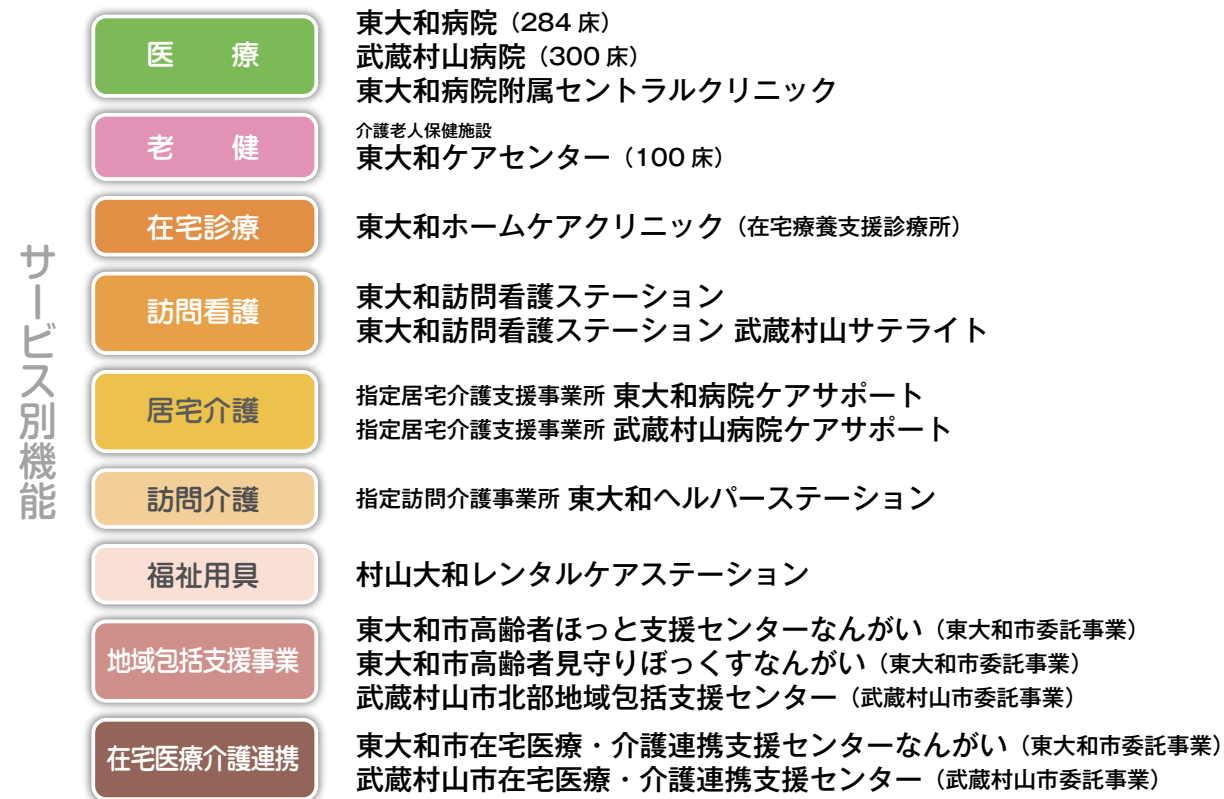 サービス別機能
医 療
東大和病院（284 床）
武蔵村山病院（300 床）
東大和病院附属セントラルクリニック
老 健
介護老人保健施設
東大和ケアセンター（100 床）
在宅診療
東大和ホームケアクリニック（在宅療養支援診療所）
訪問看護
東大和訪問看護ステーション
東大和訪問看護ステーション 武蔵村山サテライト
居宅介護
指定居宅介護支援事業所 東大和病院ケアサポート
指定居宅介護支援事業所 武蔵村山病院ケアサポート
訪問介護
指定訪問介護事業所 東大和ヘルパーステーション
福祉用具
村山大和レンタルケアステーション
地域包括支援事業
東大和市高齢者ほっと支援センターなんがい（東大和市委託事業）
東大和市高齢者見守りぼっくすなんがい（東大和市委託事業）
武蔵村山市北部地域包括支援センター（武蔵村山市委託事業）
在宅医療介護連携
東大和市在宅医療・介護連携支援センターなんがい（東大和市委託事業）
武蔵村山市在宅医療・介護連携支援センター（武蔵村山市委託事業）